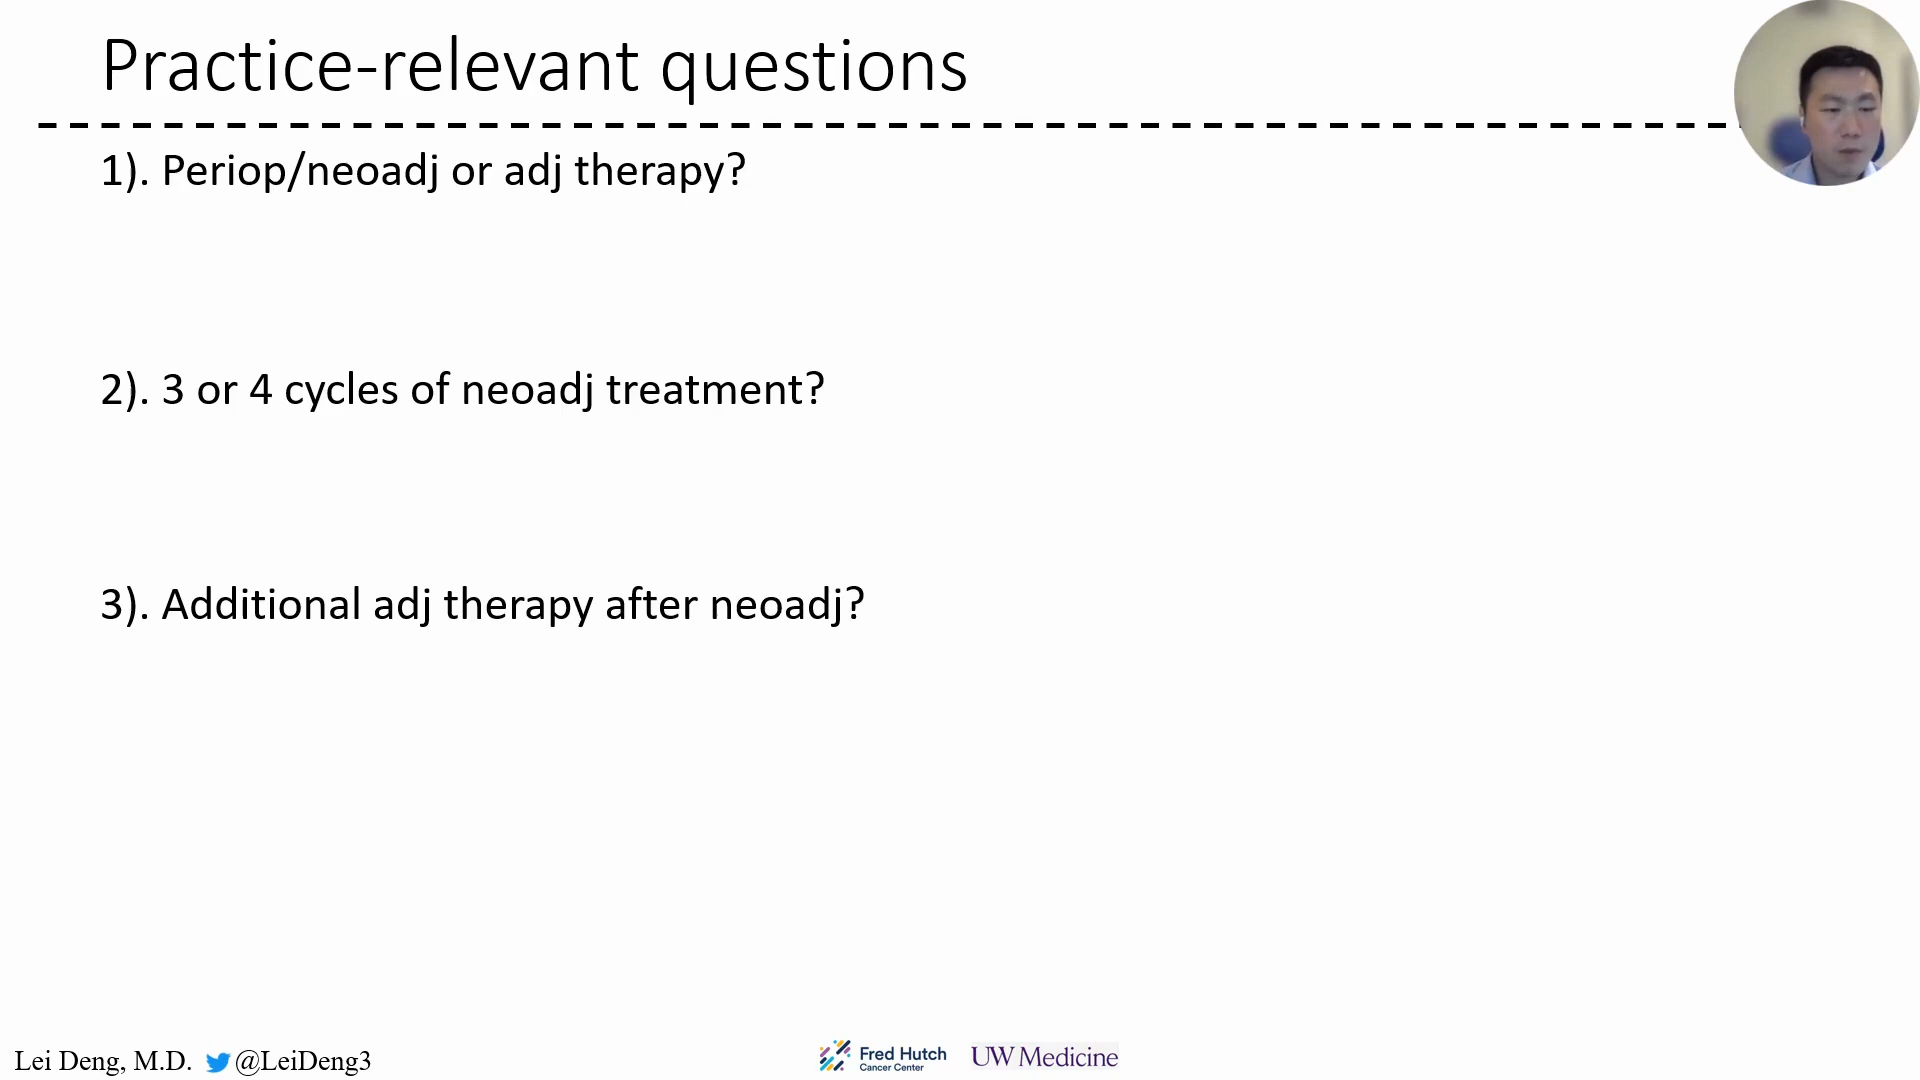 Practice-relevant questions
1). Periop/neoadj or adj therapy?
2). 3 or 4 cycles of neoadj treatment?
3). Additional adj therapy after neoadj?
Lei Deng, M.D. @LeiDeng3
Fred Hutch
Cancer Center
UW Medicine